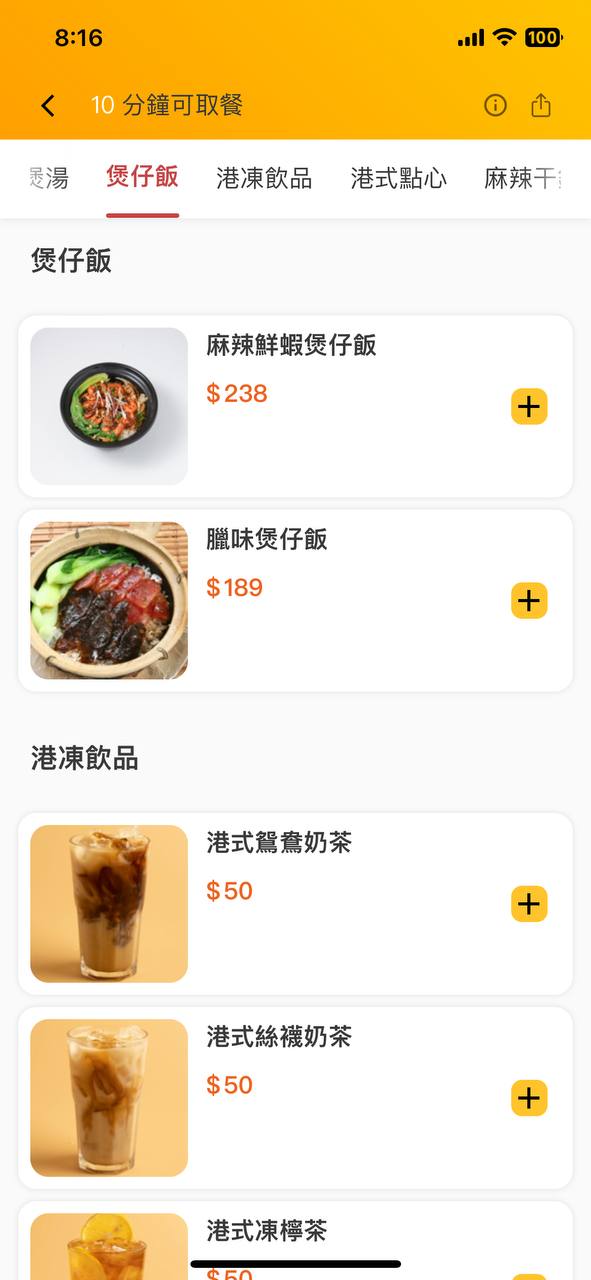 8:16
100
10 分鐘可取餐
煲湯 煲仔飯 港凍飲品 港式點心 麻辣干
煲仔飯
麻辣鮮蝦煲仔飯
$238
臘味煲仔飯
$189
港凍飲品
港式鴛鴦奶茶
$50
港式絲襪奶茶
$50
港式凍檸茶
$50